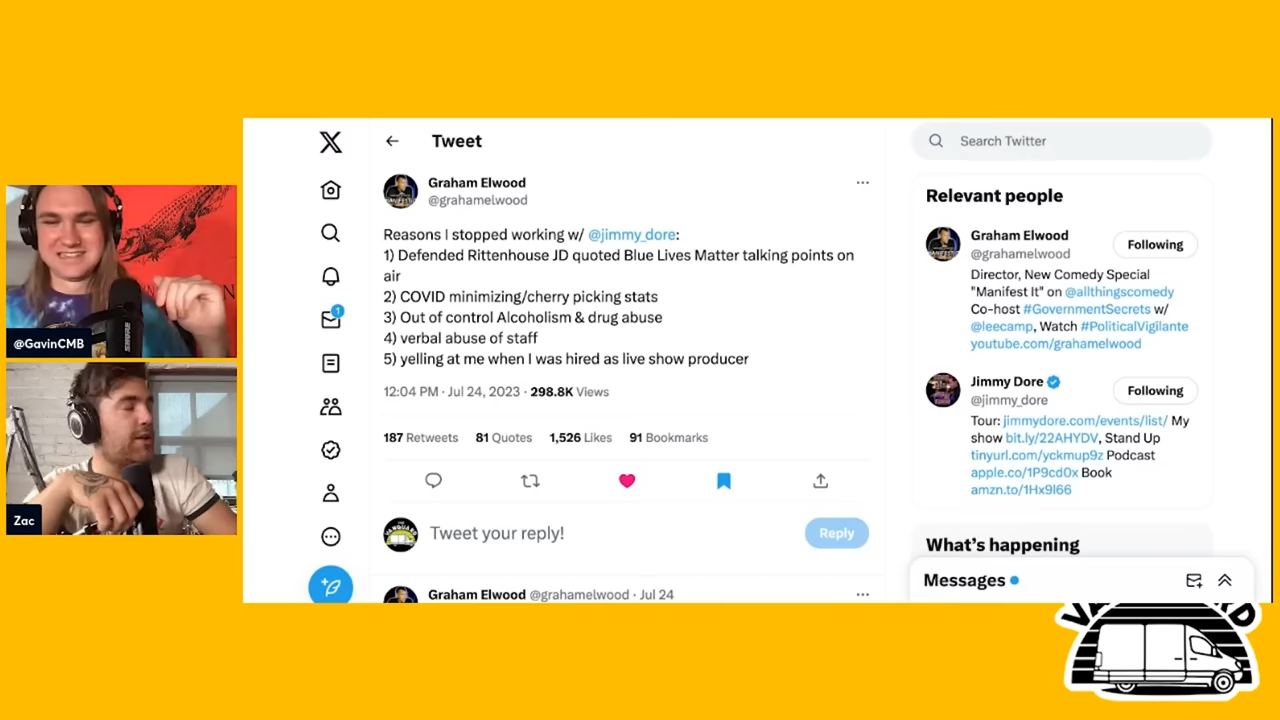 Tweet
Graham Elwood
@grahamelwood
Reasons I stopped working w/ @jimmy_dore:
1) Defended Rittenhouse JD quoted Blue Lives Matter talking points on
air
2) COVID minimizing/cherry picking stats
3) Out of control Alcoholism & drug abuse
4) verbal abuse of staff
5) yelling at me when I was hired as live show producer
12:04 PM · Jul 24, 2023 · 298.8K Views
187 Retweets 81 Quotes 1,526 Likes 91 Bookmarks
Tweet your reply!
Reply
Graham Elwood @grahamelwood · Jul 24
Search Twitter
Relevant people
Graham Elwood
@grahamelwood
Following
Director, New Comedy Special
"Manifest It" on @allthingscomedy
Co-host #GovernmentSecrets w/
@leecamp, Watch #PoliticalVigilante
youtube.com/grahamelwood
Jimmy Dore
@jimmy_dore
Following
Tour: jimmydore.com/events/list/ My
show bit.ly/22AHYDV, Stand Up
tinyurl.com/yckmup9z Podcast
apple.co/1P9cd0x Book
amzn.to/1Hx9l66
What's happening
Messages
1
@GavinCMB
Zac